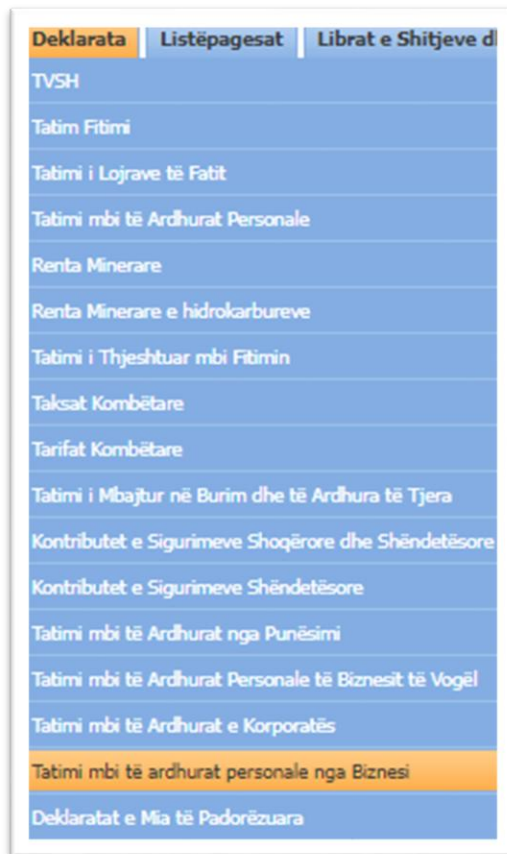 Deklarata Listëpagesat Librat e Shitjeve
TVSH
Tatim Fitimi
Tatimi i Lojrave të Fatit
Tatimi mbi të Ardhurat Personale
Renta Minerare
Renta Minerare e hidrokarbureve
Tatimi i Thjeshtuar mbi Fitimin
Taksat Kombëtare
Tarifat Kombëtare
Tatimi i Mbajtur në Burim dhe të Ardhura të Tjera
Kontributet e Sigurimeve Shoqërore dhe Shëndetësore
Kontributet e Sigurimeve Shëndetësore
Tatimi mbi të Ardhurat nga Punësimi
Tatimi mbi të Ardhurat Personale të Biznesit të Vogël
Tatimi mbi të Ardhurat e Korporatës
Tatimi mbi të ardhurat personale nga Biznesi
Deklaratat e Mia të Padorëzuara